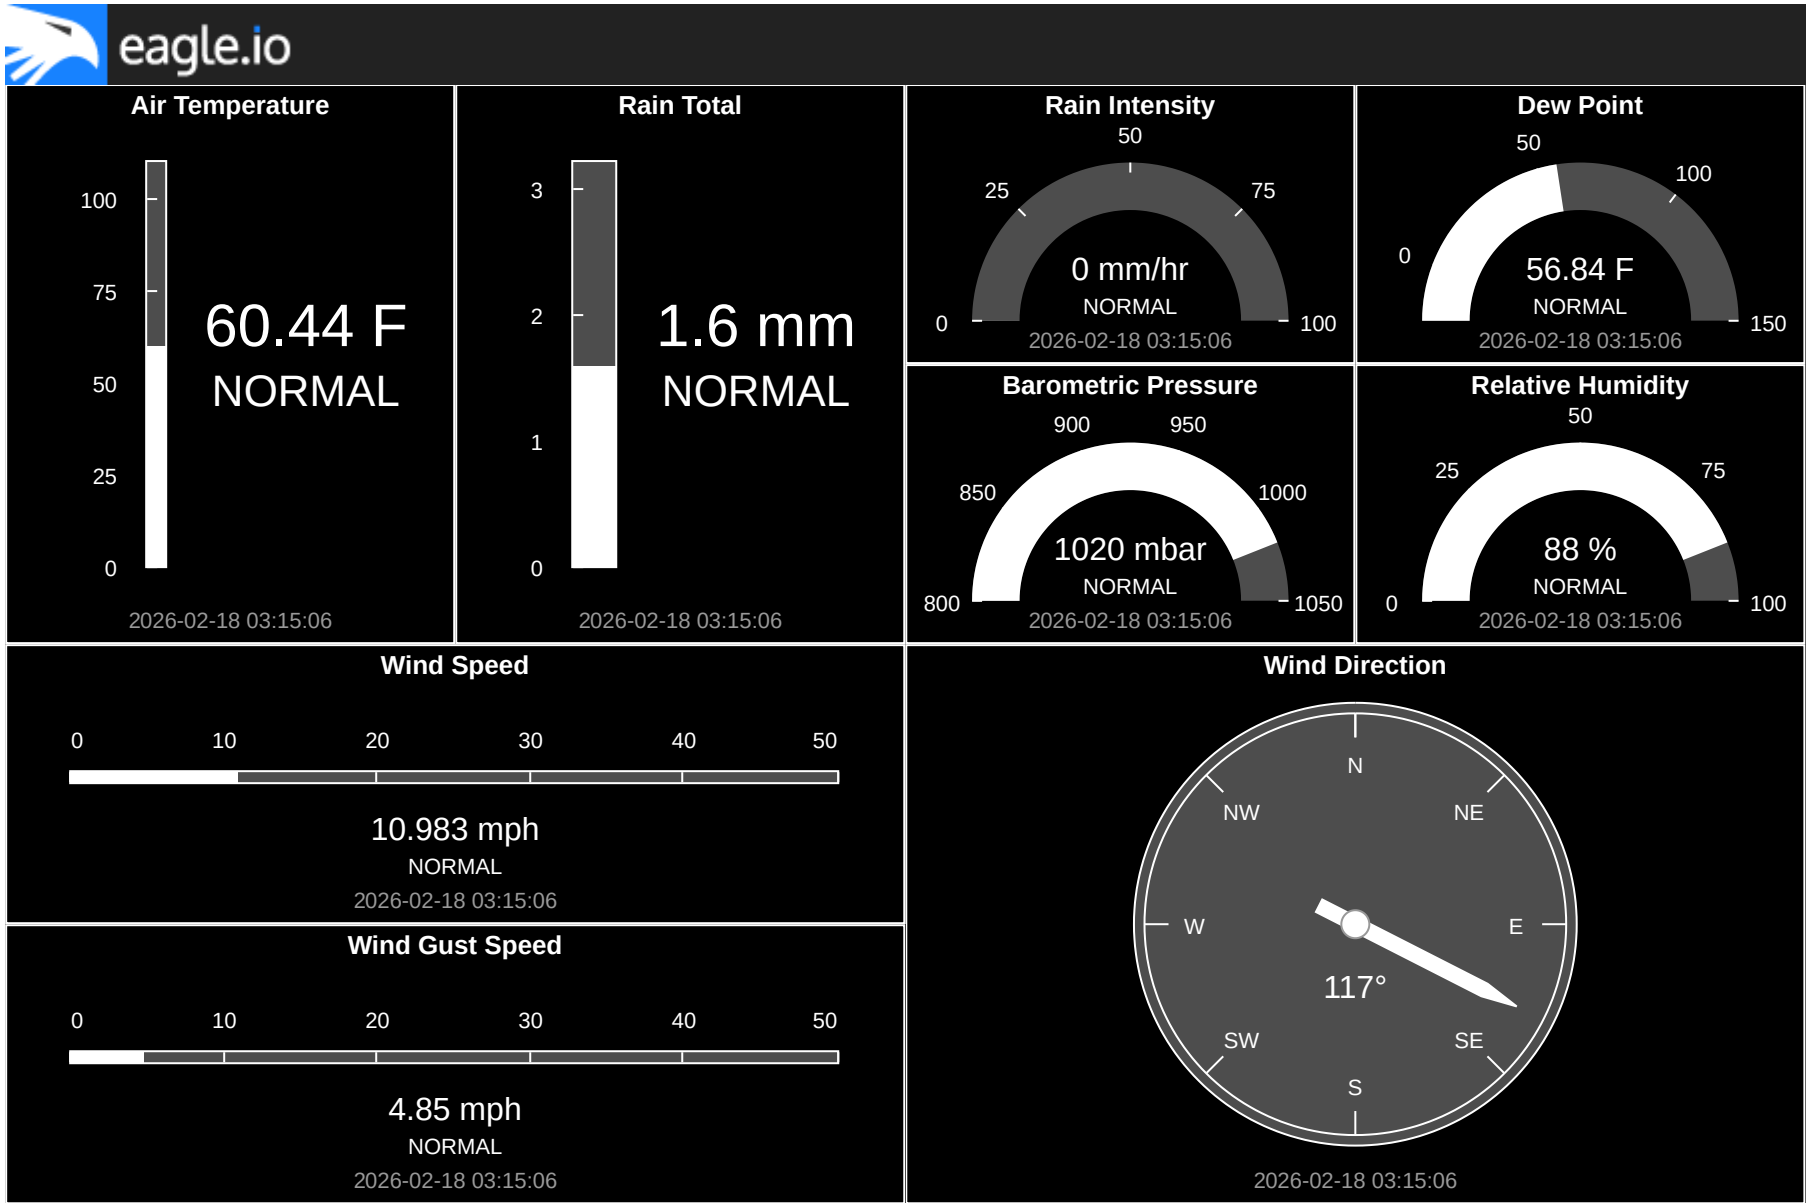 eagle.io
Air Temperature
100
75
50
25
0
60.44 F
NORMAL
2026-02-18 03:15:06
Rain Total
3
2
1
0
1.6 mm
NORMAL
2026-02-18 03:15:06
Rain Intensity
0
25
50
75
100
0 mm/hr
NORMAL
2026-02-18 03:15:06
Dew Point
0
50
100
150
56.84 F
NORMAL
2026-02-18 03:15:06
Barometric Pressure
800
850
900
950
1000
1050
1020 mbar
NORMAL
2026-02-18 03:15:06
Relative Humidity
0
25
50
75
100
88 %
NORMAL
2026-02-18 03:15:06
Wind Speed
0 10 20 30 40 50
10.983 mph
NORMAL
2026-02-18 03:15:06
Wind Gust Speed
0 10 20 30 40 50
4.85 mph
NORMAL
2026-02-18 03:15:06
Wind Direction
N
NW NE
W E
117°
SW SE
S
2026-02-18 03:15:06